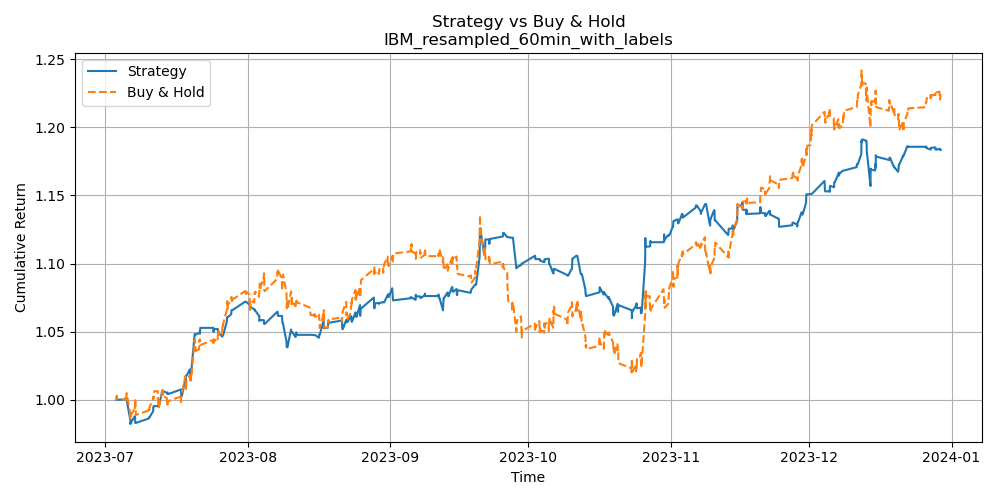 Strategy vs Buy & Hold
IBM_resampled_60min_with_labels
Strategy
Buy & Hold
Cumulative Return
1.25
1.20
1.15
1.10
1.05
1.00
2023-07
2023-08
2023-09
2023-10
2023-11
2023-12
2024-01
Time